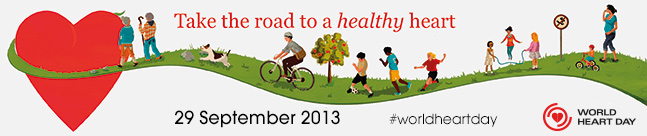 Take the road to a healthy heart
29 September 2013
#worldheartday
WORLD
HEART DAY